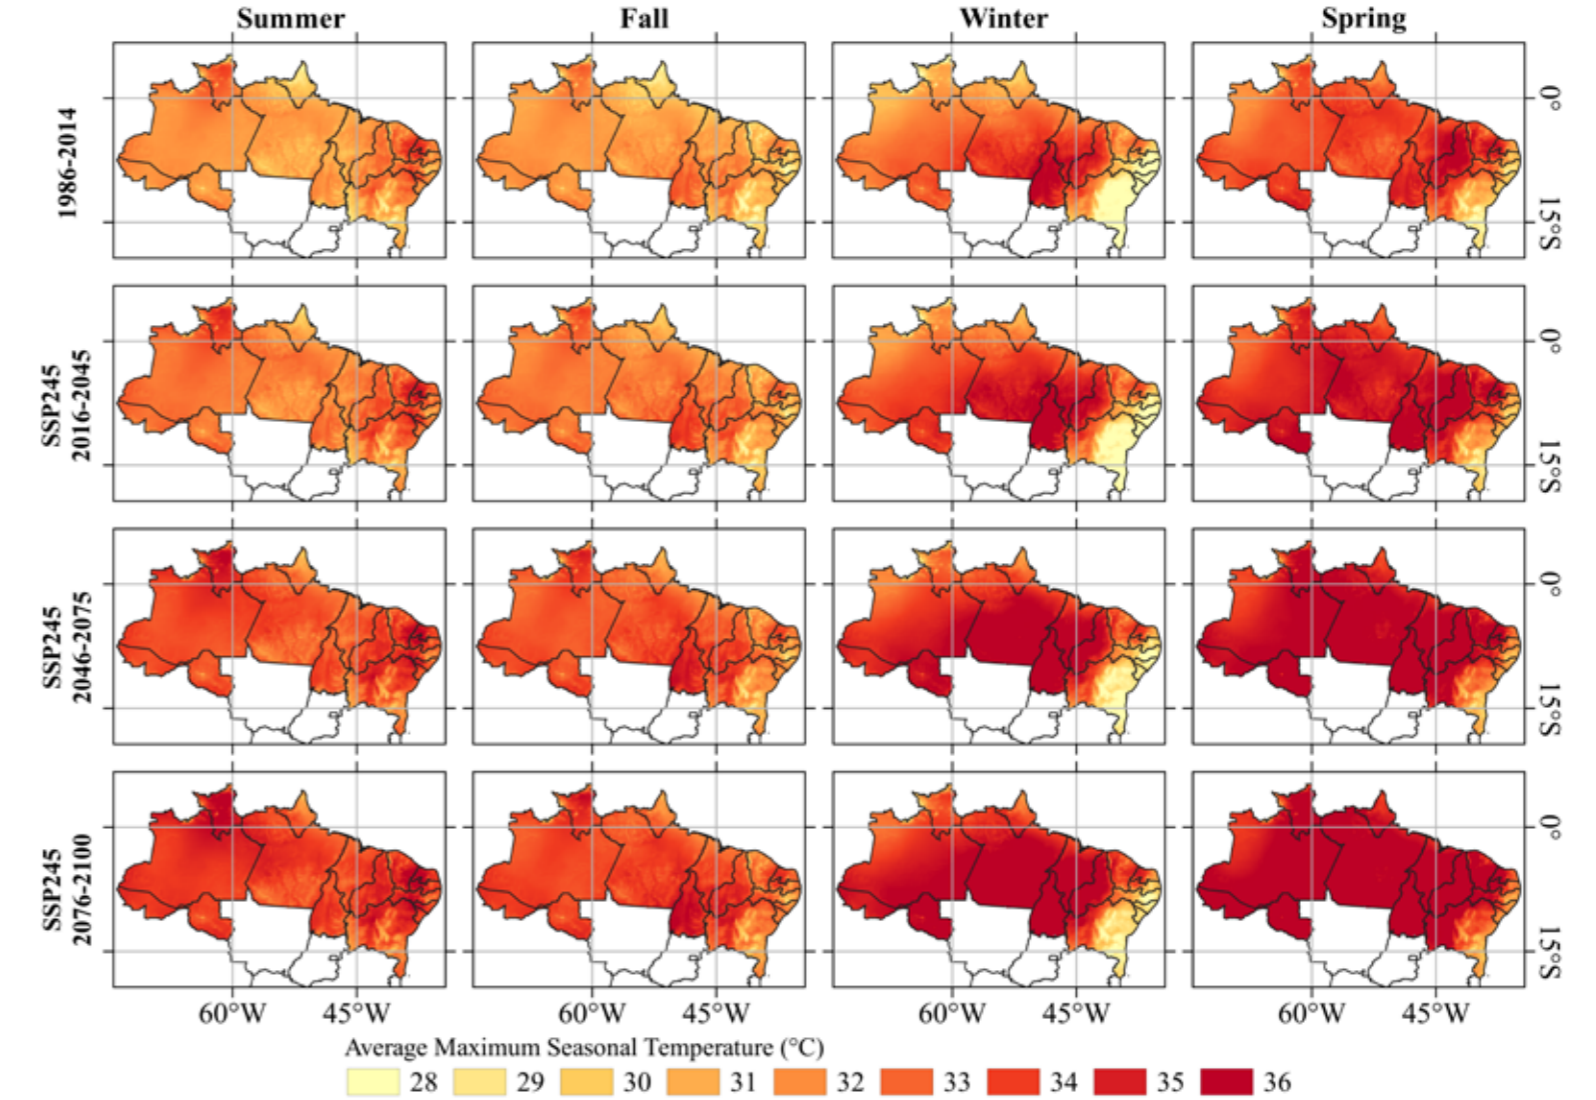 Summer Fall Winter Spring
1986-2014
0°
15°S
SSP245
2016-2045
0°
15°S
SSP245
2046-2075
0°
15°S
SSP245
2076-2100
0°
15°S
60°W 45°W 60°W 45°W 60°W 45°W 60°W 45°W
Average Maximum Seasonal Temperature (°C)
28 29 30 31 32 33 34 35 36